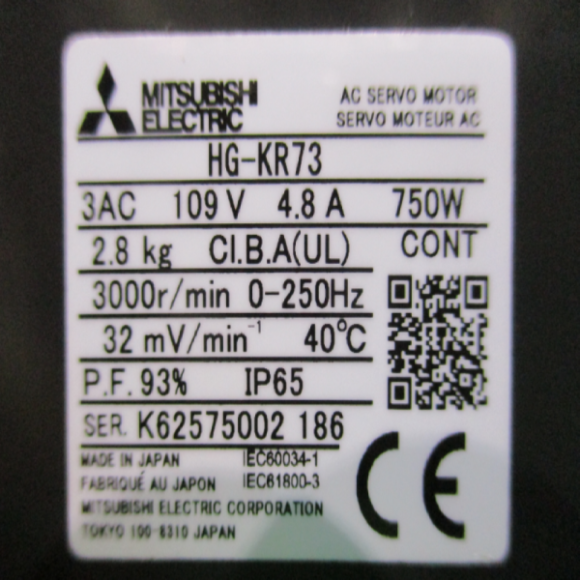 MITSUBISHI ELECTRIC
AC SERVO MOTOR
SERVO MOTEUR AC
HG-KR73
3AC 109 V 4.8 A 750W
2.8 kg CI.B.A(UL) CONT
3000r/min 0-250Hz
32 mV/min⁻¹ 40℃
P.F. 93% IP65
SER. K62575002 186
MADE IN JAPAN IEC60034-1
FABRIQUÉ AU JAPON IEC61800-3
MITSUBISHI ELECTRIC CORPORATION
TOKYO 100-8310 JAPAN
CE